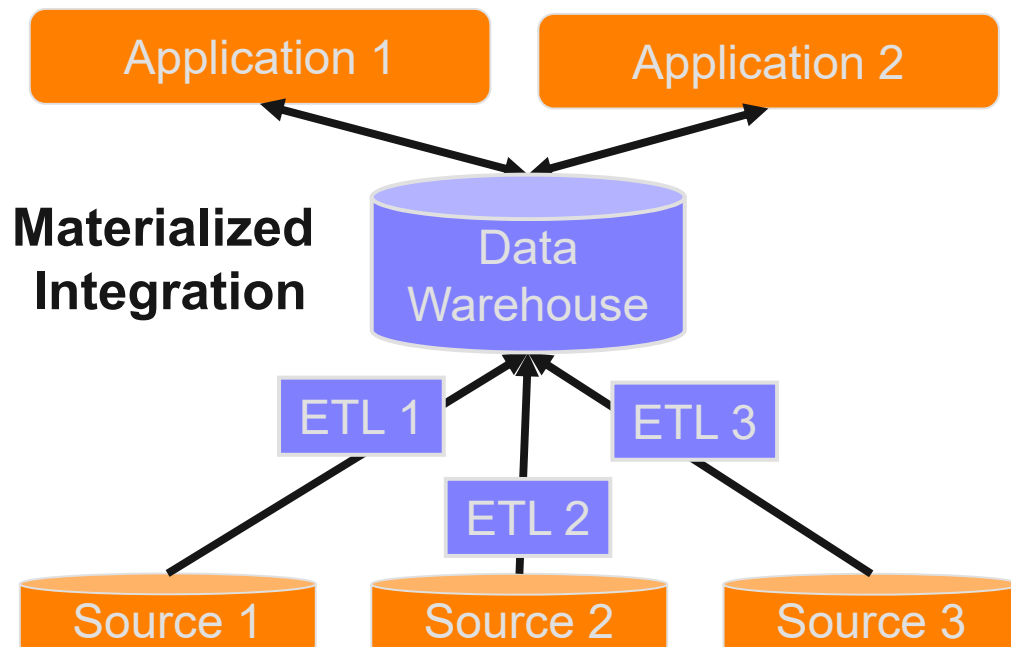 Application 1
Application 2
Materialized
Integration
Data
Warehouse
ETL 1
ETL 3
ETL 2
Source 1
Source 2
Source 3